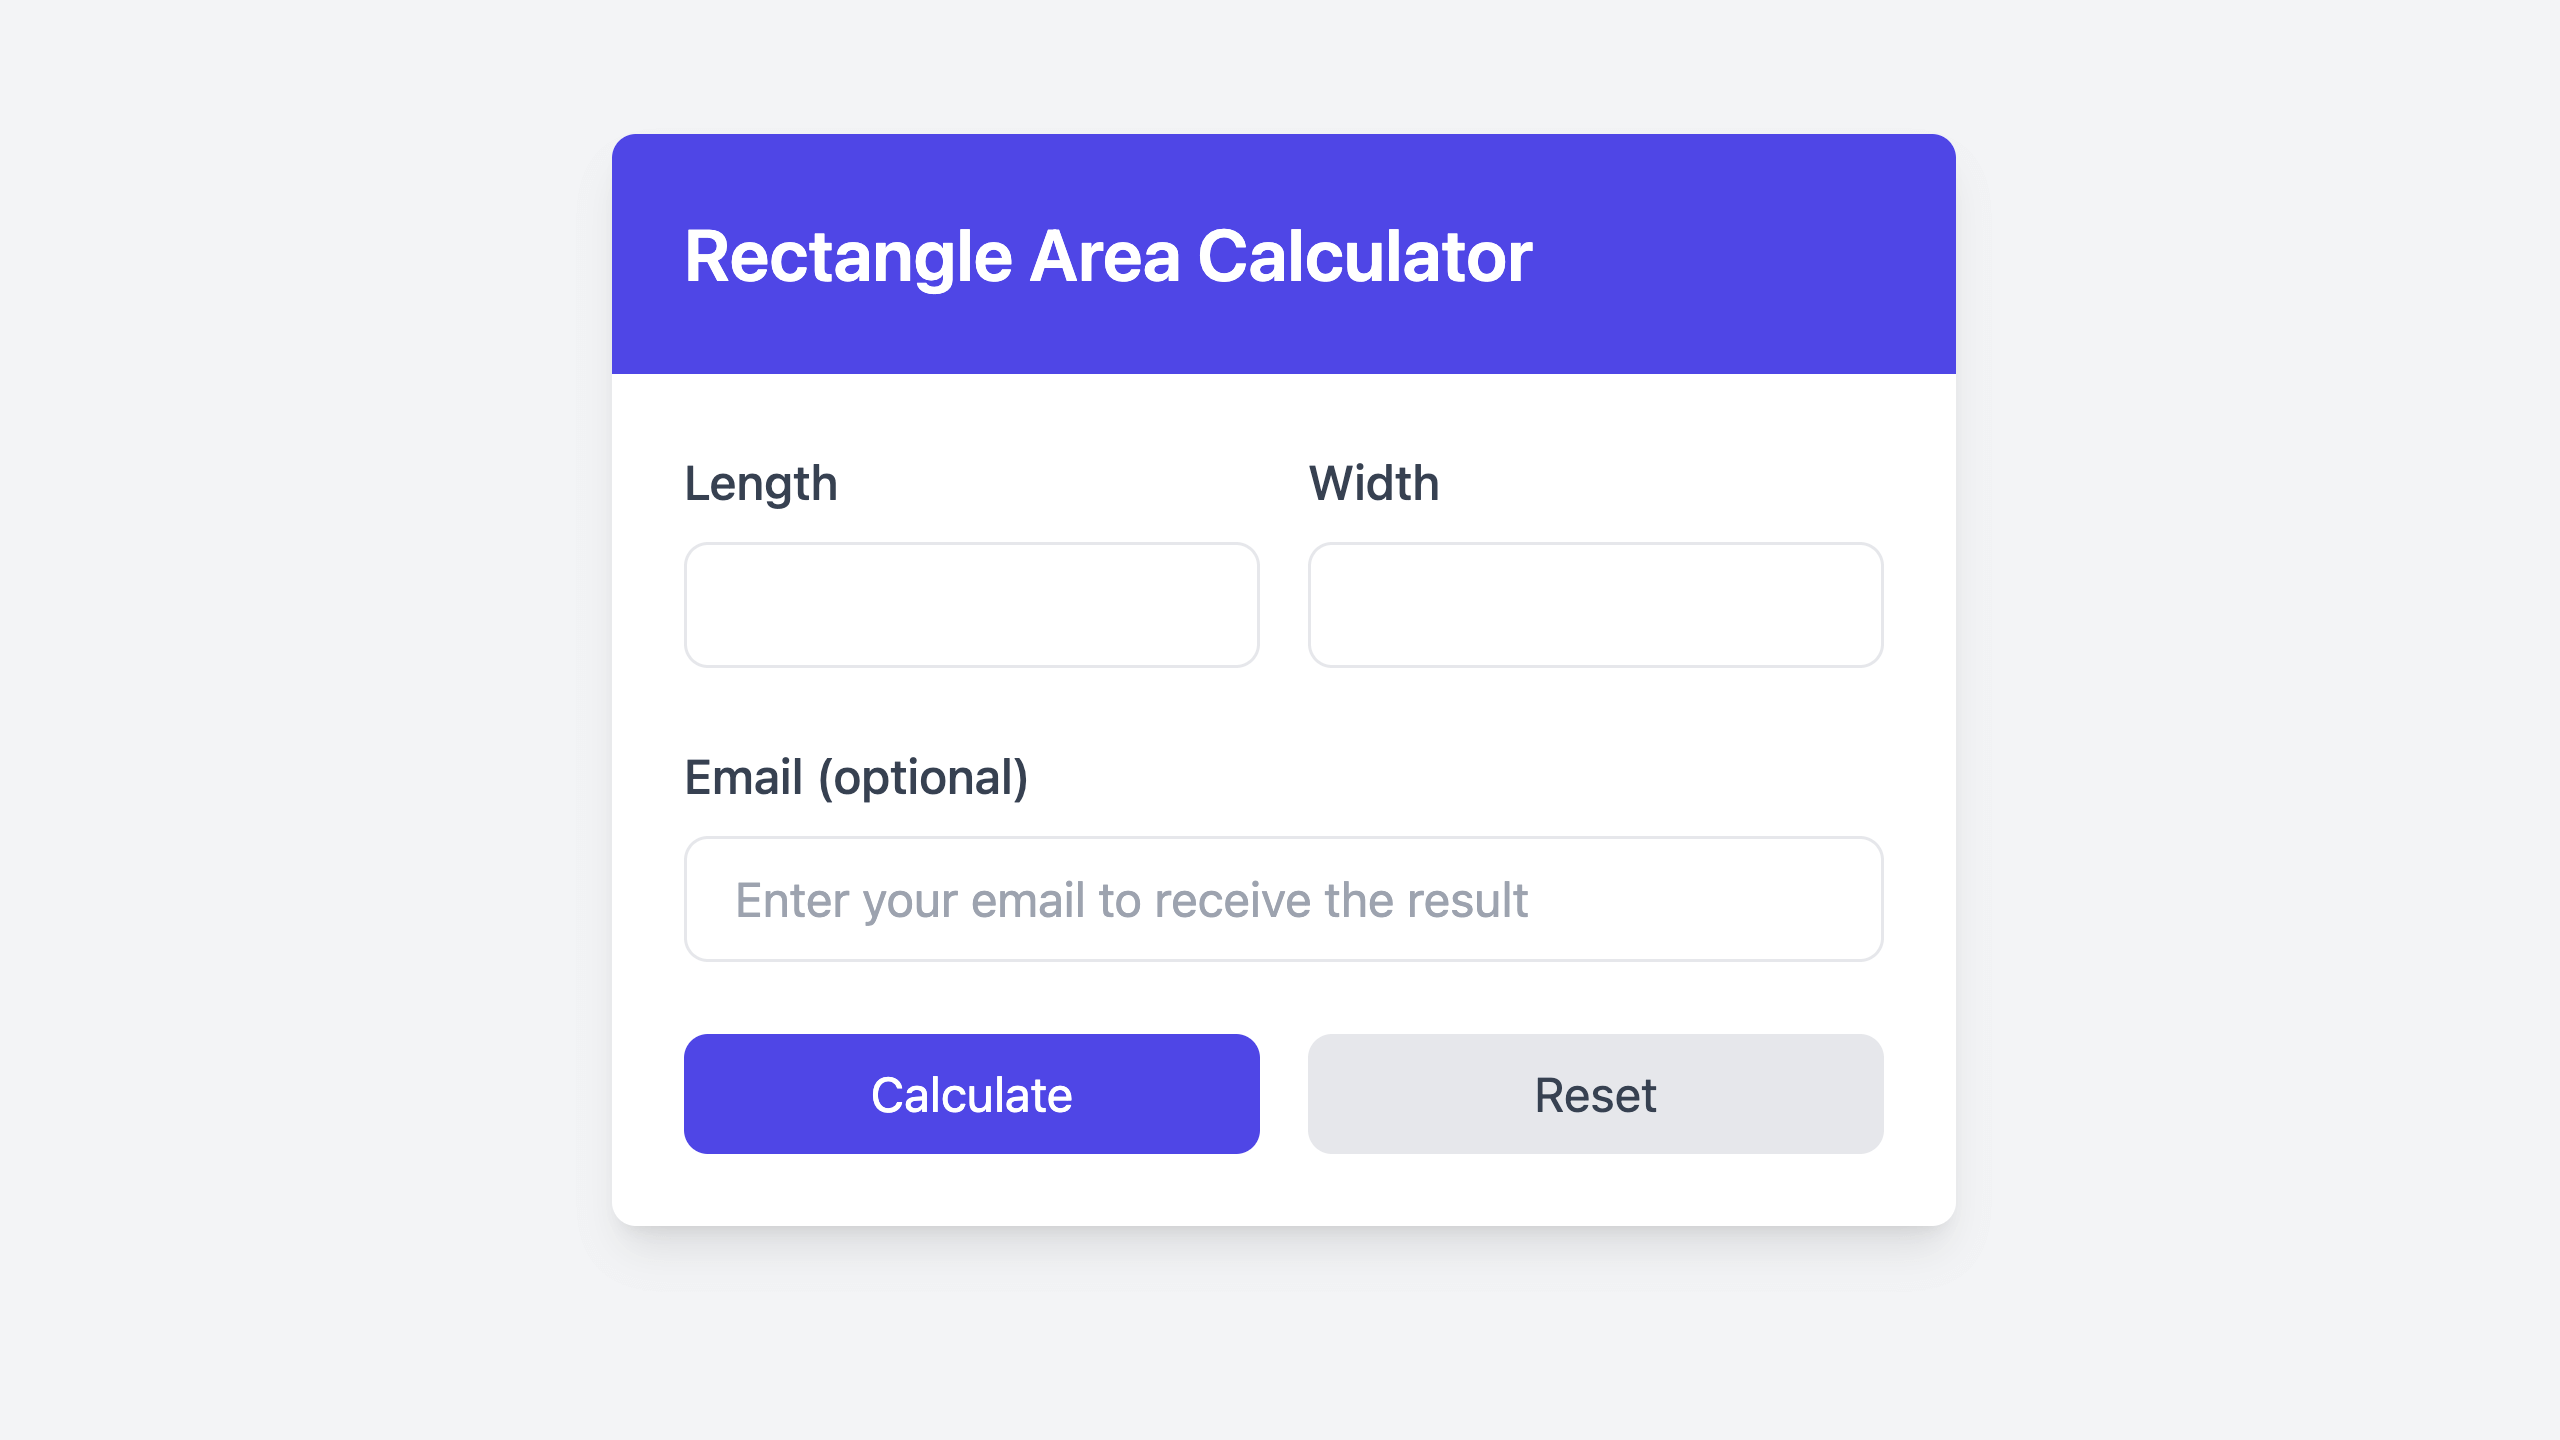 Rectangle Area Calculator
Length
Width
Email (optional)
Enter your email to receive the result
Calculate
Reset